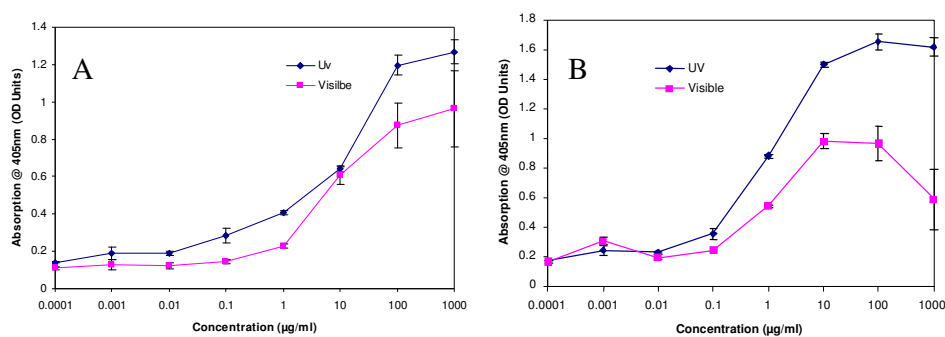 A
Uv
Visilbe
1.4
1.2
1
0.8
0.6
0.4
0.2
0
Absorption @ 405nm (OD Units)
0.0001 0.001 0.01 0.1 1 10 100 1000
Concentration (µg/ml)
B
UV
Visible
1.8
1.6
1.4
1.2
1
0.8
0.6
0.4
0.2
0
Absorption @ 405nm (OD Units)
0.0001 0.001 0.01 0.1 1 10 100 1000
Concentration (µg/ml)